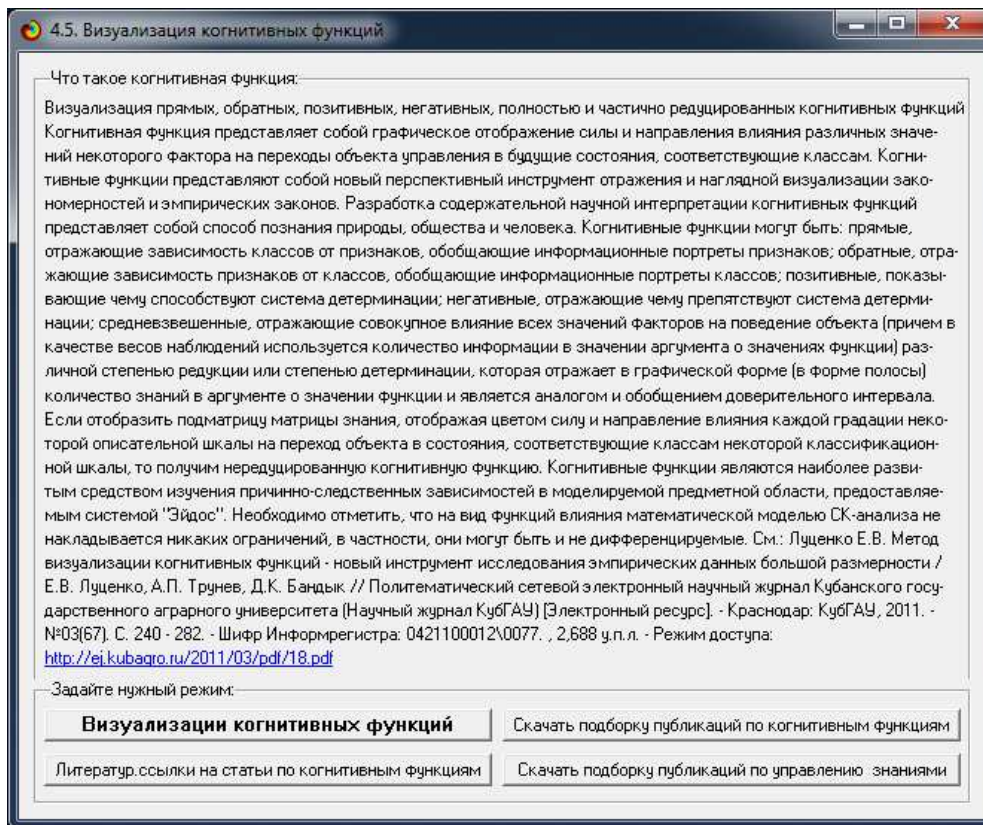 4.5. Визуализация когнитивных функций
Что такое когнитивная функция:
Визуализация прямых, обратных, позитивных, негативных, полностью и частично редуцированных когнитивных функций
Когнитивная функция представляет собой графическое отображение силы и направления влияния различных значе-
ний некоторого фактора на переходы объекта управления в будущие состояния, соответствующие классам. Когни-
тивные функции представляют собой новый перспективный инструмент отражения и наглядной визуализации зако-
номерностей и эмпирических законов. Разработка содержательной научной интерпретации когнитивных функций
представляет собой способ познания природы, общества и человека. Когнитивные функции могут быть: прямые,
отражающие зависимость классов от признаков, обобщающие информационные портреты признаков; обратные, отра-
жающие зависимость признаков от классов, обобщающие информационные портреты классов; позитивные, показы-
вающие чему способствуют система детерминации; негативные, отражающие чему препятствуют система детерми-
нации; средневзвешенные, отражающие совокупное влияние всех значений факторов на поведение объекта (причем в
качестве весов наблюдений используется количество информации в значении аргумента о значениях функции) раз-
личной степенью редукции или степенью детерминации, которая отражает в графической форме (в форме полосы)
количество знаний в аргументе о значении функции и является аналогом и обобщением доверительного интервала.
Если отобразить подматрицу матрицы знания, отображая цветом силу и направление влияния каждой градации неко-
торой описательной шкалы на переход объекта в состояния, соответствующие классам некоторой классификацион-
ной шкалы, то получим нередуцированную когнитивную функцию. Когнитивные функции являются наиболее разви-
тым средством изучения причинно-следственных зависимостей в моделируемой предметной области, предоставляе-
мым системой "Эйдос". Необходимо отметить, что на вид функций влияния математической моделью СК-анализа не
накладывается никаких ограничений, в частности, они могут быть и не дифференцируемые. См.: Луценко Е.В. Метод
визуализации когнитивных функций - новый инструмент исследования эмпирических данных большой размерности /
Е.В. Луценко, А.П. Трунев, Д.К. Бандык // Политематический сетевой электронный научный журнал Кубанского госу-
дарственного аграрного университета (Научный журнал КубГАУ) [Электронный ресурс]. - Краснодар: КубГАУ, 2011. -
№03(67). С. 240 - 282. - Шифр Информрегистра: 0421100012\0077. , 2,688 у.п.л. - Режим доступа:
http://ej.kubagro.ru/2011/03/pdf/18.pdf
Задайте нужный режим:
Визуализации когнитивных функций
Скачать подборку публикаций по когнитивным функциям
Литератур.ссылки на статьи по когнитивным функциям
Скачать подборку публикаций по управлению знаниями